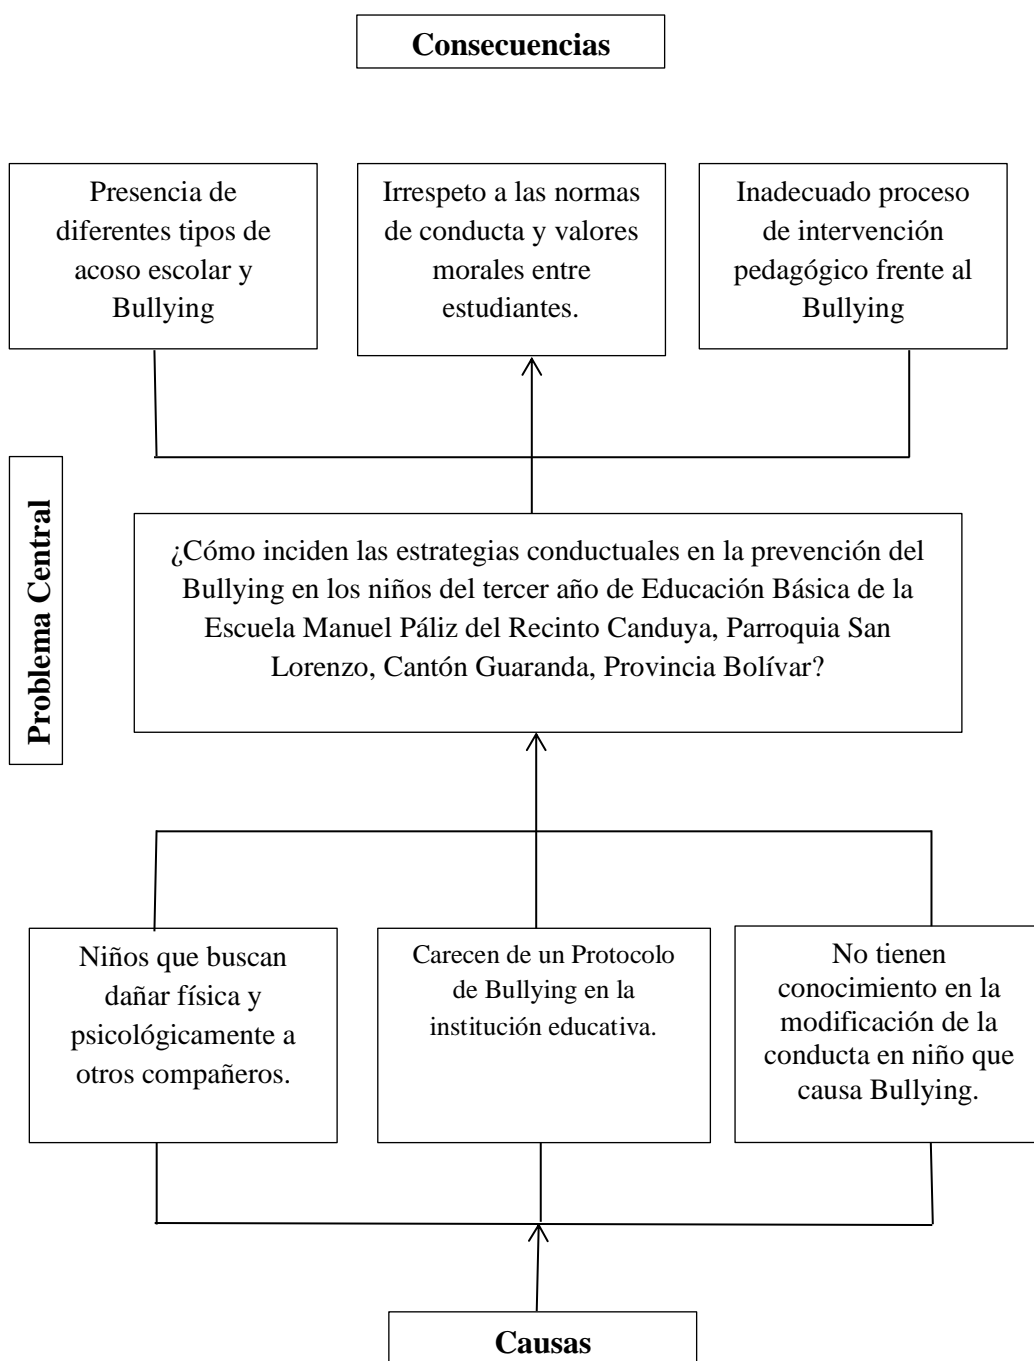 Consecuencias
Presencia de
diferentes tipos de
acoso escolar y
Bullying
Irrespeto a las normas
de conducta y valores
morales entre
estudiantes.
Inadecuado proceso
de intervención
pedagógico frente al
Bullying
Problema Central
¿Cómo inciden las estrategias conductuales en la prevención del
Bullying en los niños del tercer año de Educación Básica de la
Escuela Manuel Páliz del Recinto Canduya, Parroquia San
Lorenzo, Cantón Guaranda, Provincia Bolívar?
Niños que buscan
dañar física y
psicológicamente a
otros compañeros.
Carecen de un Protocolo
de Bullying en la
institución educativa.
No tienen
conocimiento en la
modificación de la
conducta en niño que
causa Bullying.
Causas